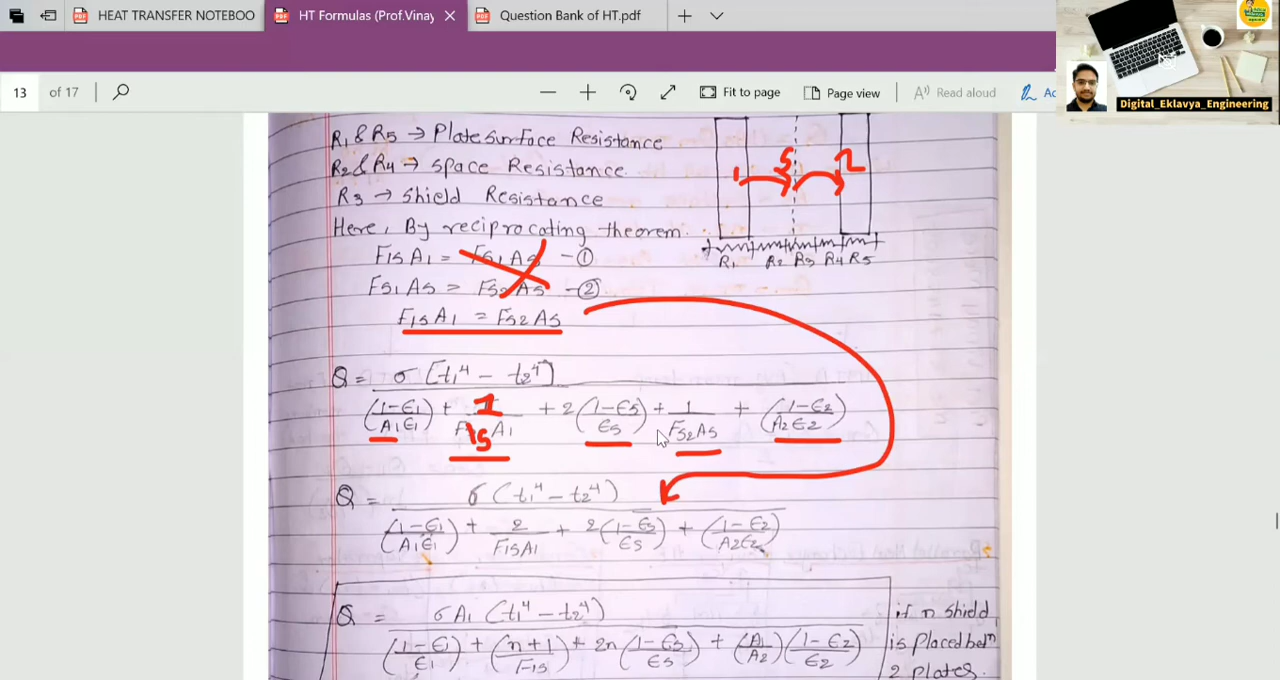 HEAT TRANSFER NOTEBOO
HT Formulas (Prof.Vinay
Question Bank of HT.pdf
13 of 17
Fit to page
Page view
Read aloud
Digital_Eklavya_Engineering
R1 & R5 → Plate surface Resistance
R2 & R4 → space Resistance
R3 → Shield Resistance
Here, By reciprocating theorem.
F1S A1 = FS1 AS —①
FS1 AS = FS2 AS —②
F1S A1 = FS2 AS
1 S 2
R1 R2 R3 R4 R5
Q = σ [t1⁴ − t2⁴]
(1−ε1 / A1ε1) + 1 / 1S A1 + 2(1−εs / εs) + 1 / FS2 AS + (1−ε2 / A2 ε2)
Q = σ (t1⁴ − t2⁴)
(1−ε1 / A1ε1) + 2 / F1S A1 + 2(1−εs / εs) + (1−ε2 / A2ε2)
Q = σ A1 (t1⁴ − t2⁴)
(1−ε1 / ε1) + (n+1 / F1S) + 2n (1−εs / εs) + (A1 / A2) (1−ε2 / ε2)
if n shield
is placed betⁿ
2 plates.